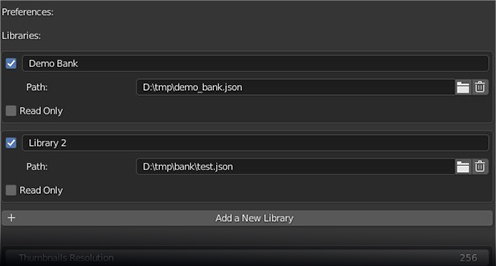 Preferences:
Libraries:
Demo Bank
Path: D:\tmp\demo_bank.json
Read Only
Library 2
Path: D:\tmp\bank\test.json
Read Only
+ Add a New Library
Thumbnails Resolution 256